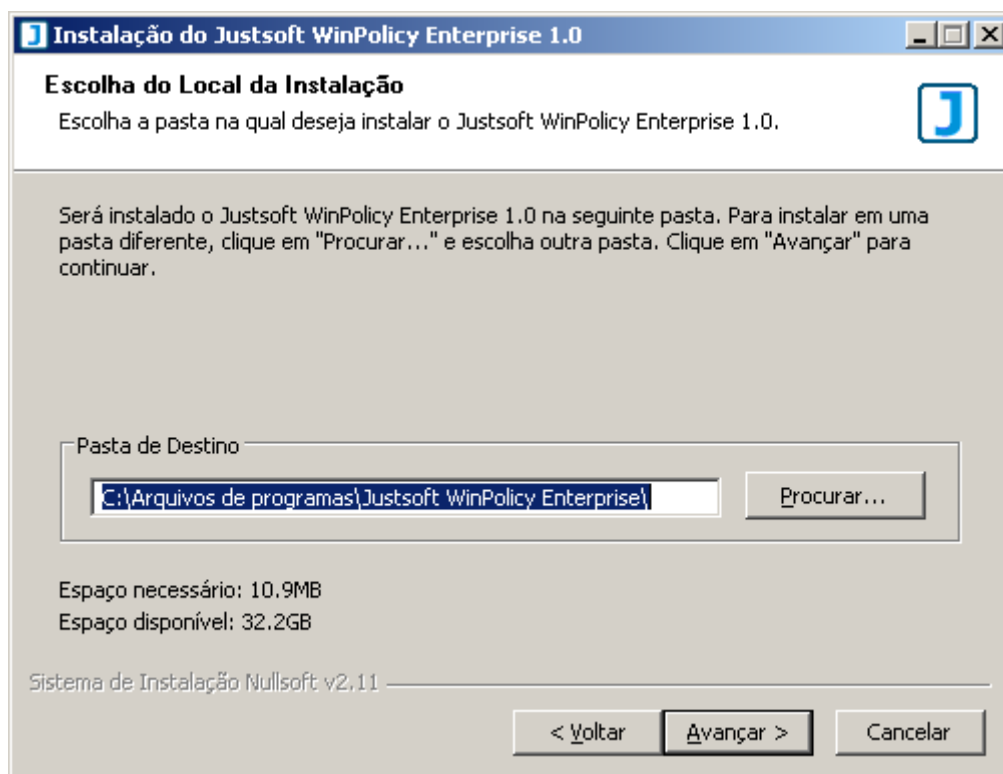 J Instalação do Justsoft WinPolicy Enterprise 1.0
Escolha do Local da Instalação
Escolha a pasta na qual deseja instalar o Justsoft WinPolicy Enterprise 1.0.
J
Será instalado o Justsoft WinPolicy Enterprise 1.0 na seguinte pasta. Para instalar em uma
pasta diferente, clique em "Procurar..." e escolha outra pasta. Clique em "Avançar" para
continuar.
Pasta de Destino
C:\Arquivos de programas\Justsoft WinPolicy Enterprise\
Procurar...
Espaço necessário: 10.9MB
Espaço disponível: 32.2GB
Sistema de Instalação Nullsoft v2.11
< Voltar Avançar > Cancelar